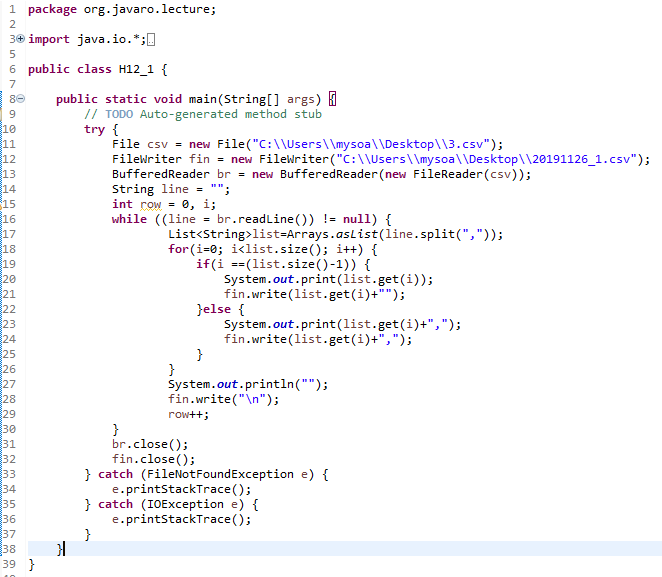 1 package org.javaro.lecture;
2
3 import java.io.*;
5
6 public class H12_1 {
7
8     public static void main(String[] args) {
9         // TODO Auto-generated method stub
10         try {
11             File csv = new File("C:\\Users\\mysoa\\Desktop\\3.csv");
12             FileWriter fin = new FileWriter("C:\\Users\\mysoa\\Desktop\\20191126_1.csv");
13             BufferedReader br = new BufferedReader(new FileReader(csv));
14             String line = "";
15             int row = 0, i;
16             while ((line = br.readLine()) != null) {
17                     List<String>list=Arrays.asList(line.split(","));
18                     for(i=0; i<list.size(); i++) {
19                         if(i ==(list.size()-1)) {
20                             System.out.print(list.get(i));
21                             fin.write(list.get(i)+"");
22                         }else {
23                             System.out.print(list.get(i)+",");
24                             fin.write(list.get(i)+",");
25                         }
26                     }
27                     System.out.println("");
28                     fin.write("\n");
29                     row++;
30             }
31             br.close();
32             fin.close();
33         } catch (FileNotFoundException e) {
34             e.printStackTrace();
35         } catch (IOException e) {
36             e.printStackTrace();
37         }
38     }
39 }